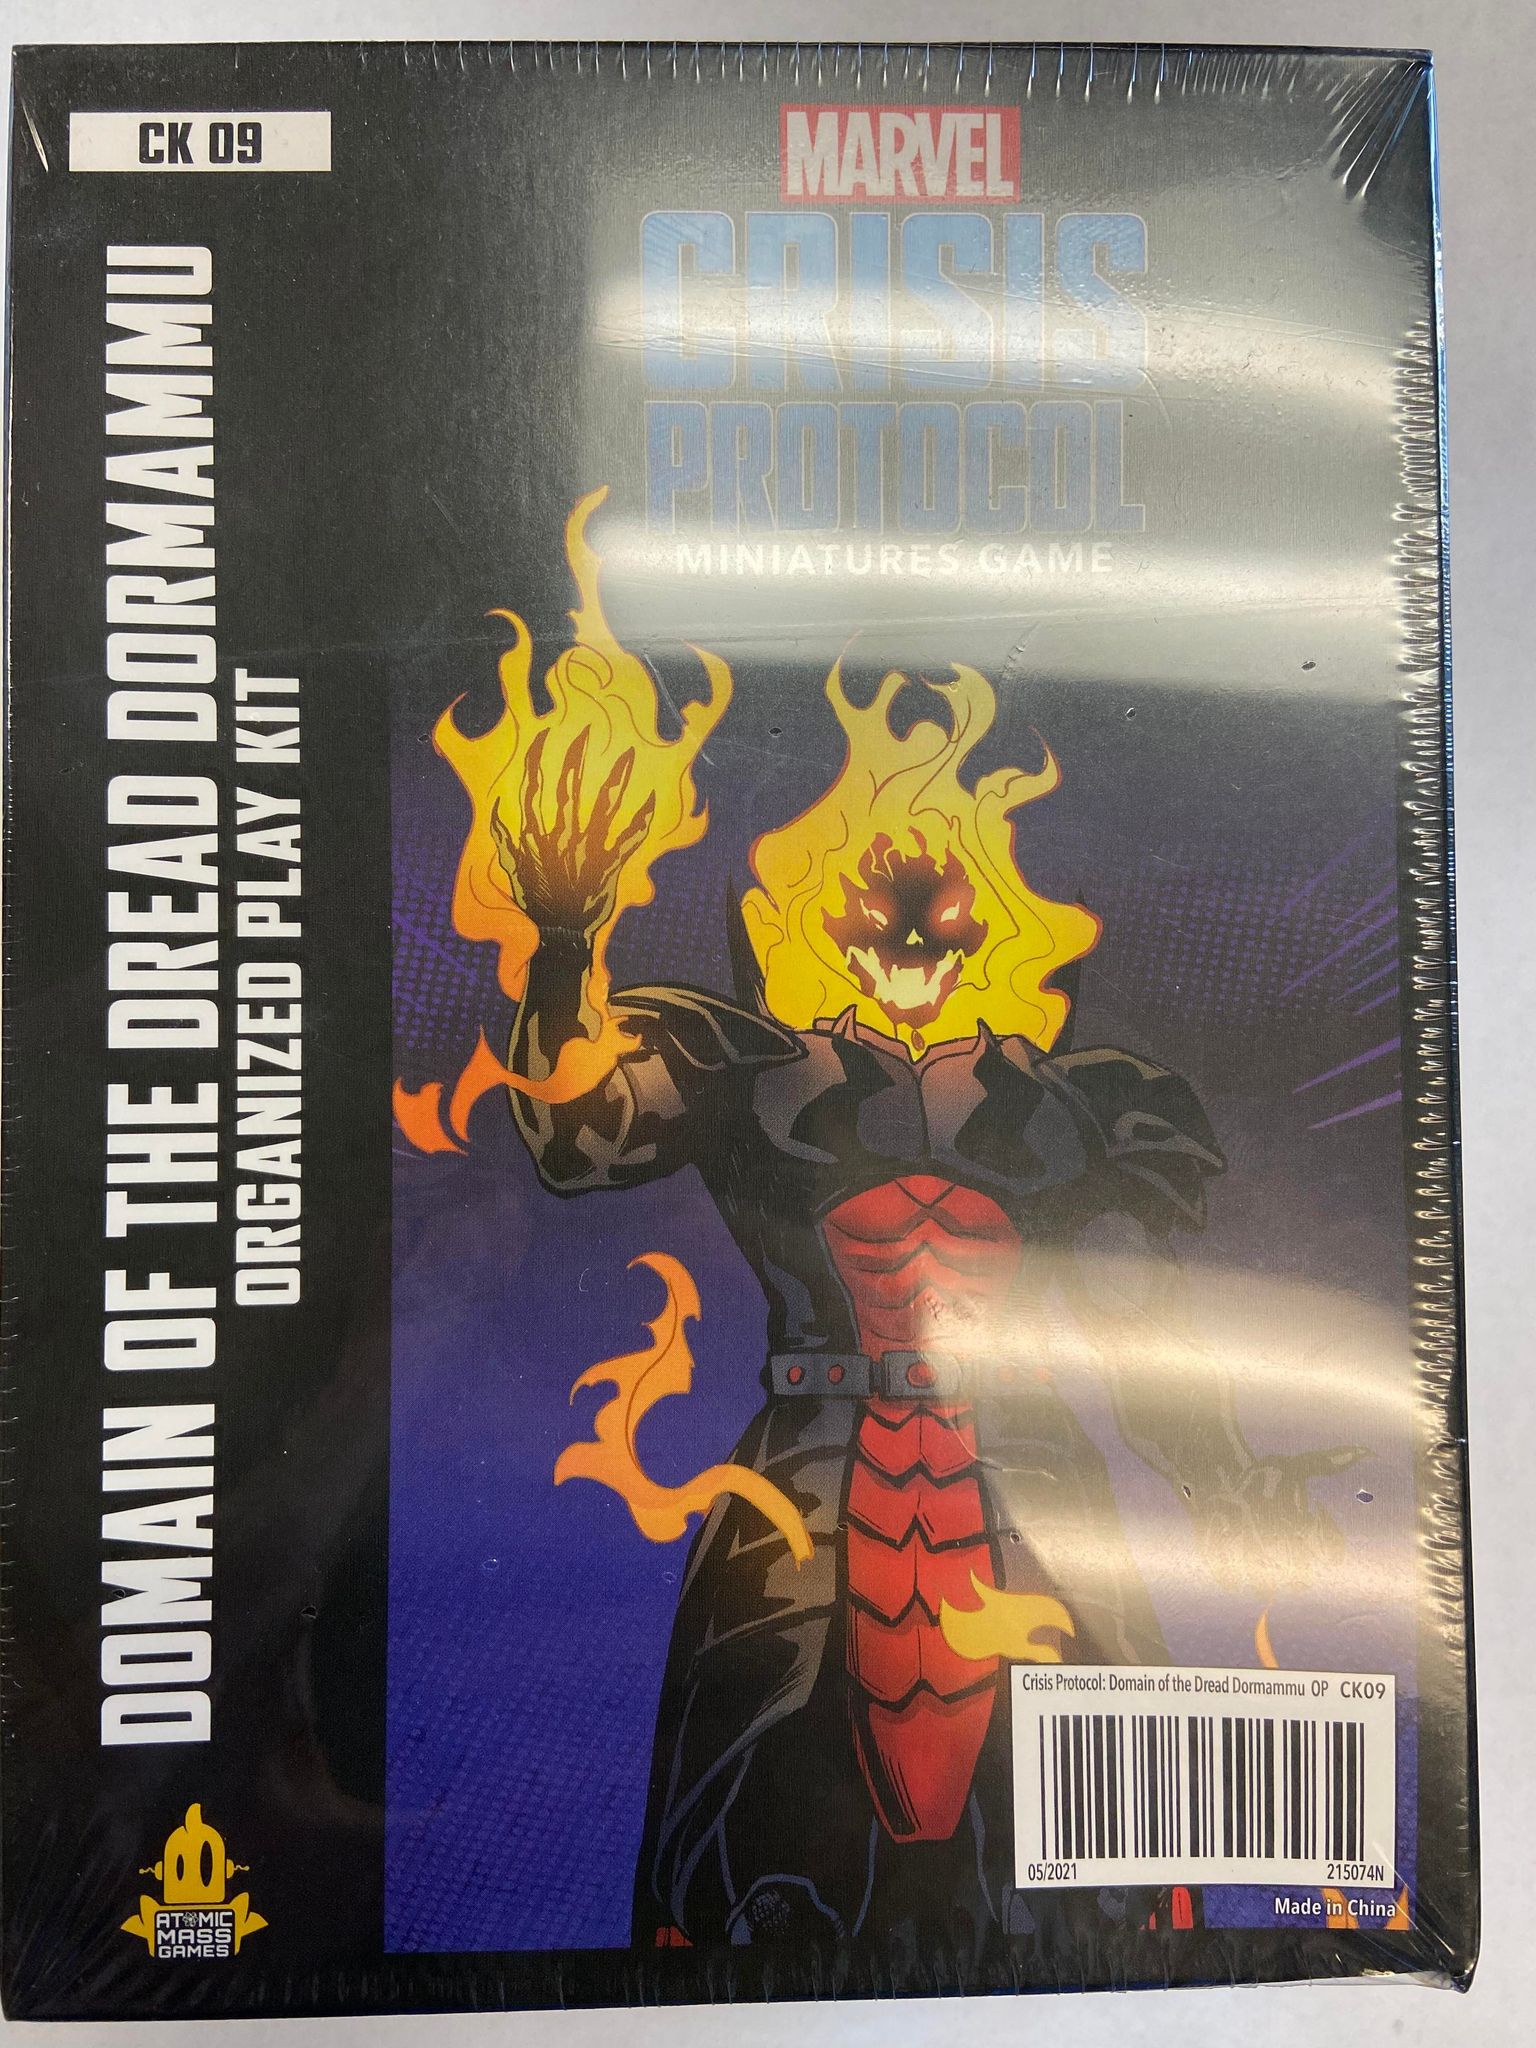 CK 09
MARVEL
CRISIS
PROTOCOL
MINIATURES GAME
DOMAIN OF THE DREAD DORMAMMU
ORGANIZED PLAY KIT
ATOMIC
MASS
GAMES
Crisis Protocol: Domain of the Dread Dormammu OP CK09
05/2021 215074N
Made in China